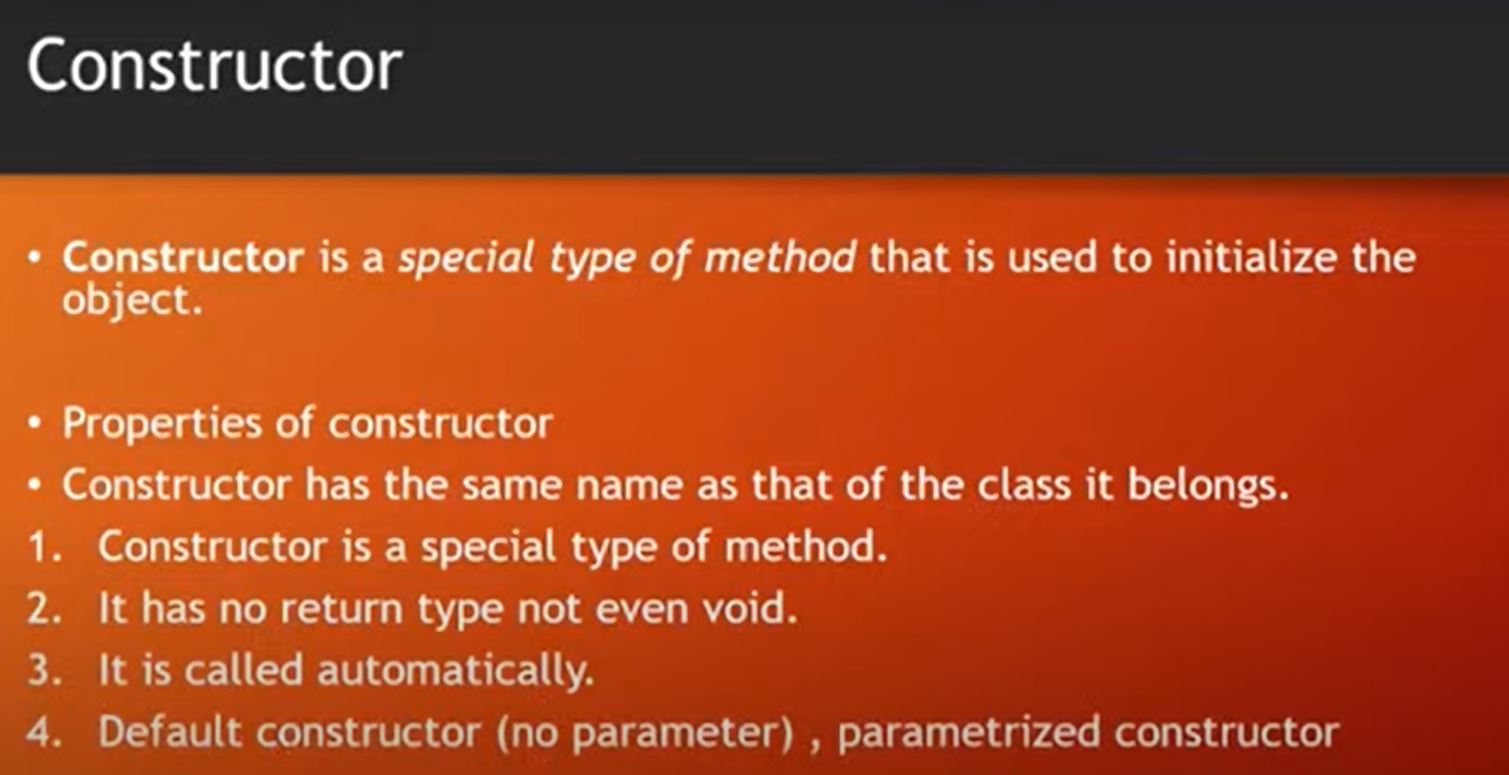 Constructor
• Constructor is a special type of method that is used to initialize the
object.
• Properties of constructor
• Constructor has the same name as that of the class it belongs.
1. Constructor is a special type of method.
2. It has no return type not even void.
3. It is called automatically.
4. Default constructor (no parameter) , parametrized constructor